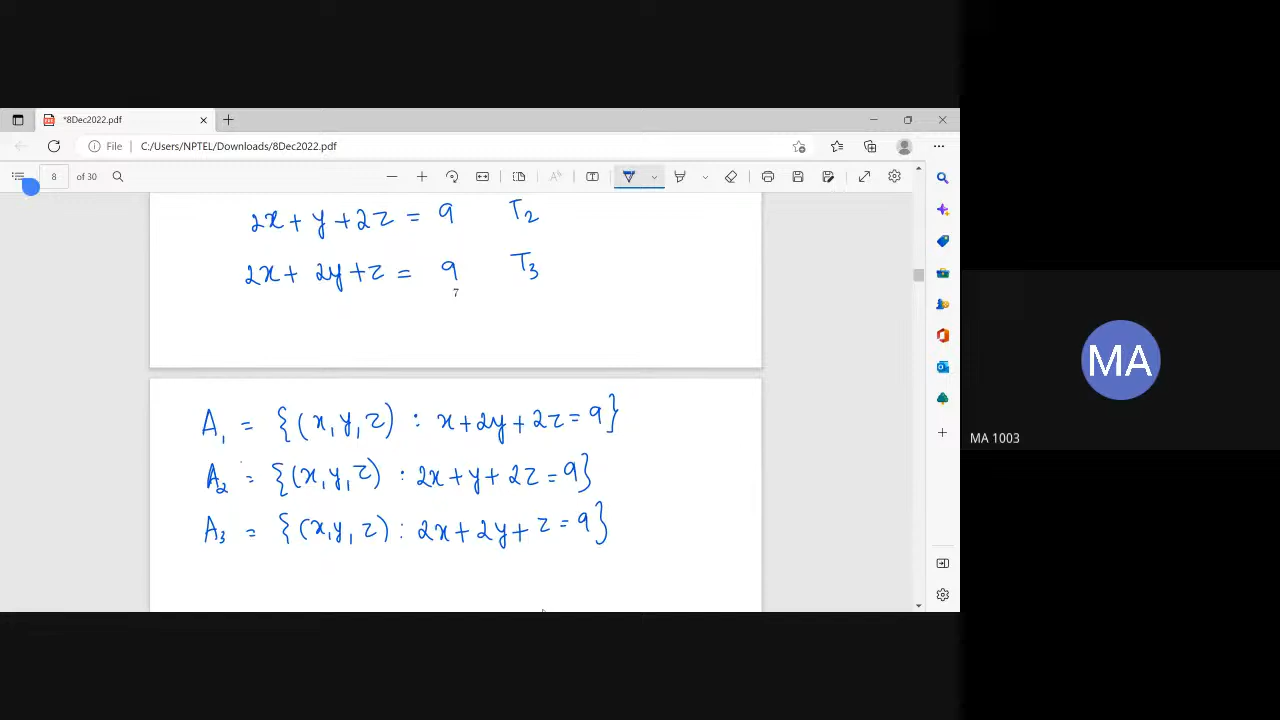 *8Dec2022.pdf
File C:/Users/NPTEL/Downloads/8Dec2022.pdf
8 of 30
2x + y + 2z = 9 T₂
2x + 2y + z = 9 T₃
7
A₁ = {(x, y, z) : x + 2y + 2z = 9}
A₂ = {(x, y, z) : 2x + y + 2z = 9}
A₃ = {(x, y, z) : 2x + 2y + z = 9}
MA
MA 1003